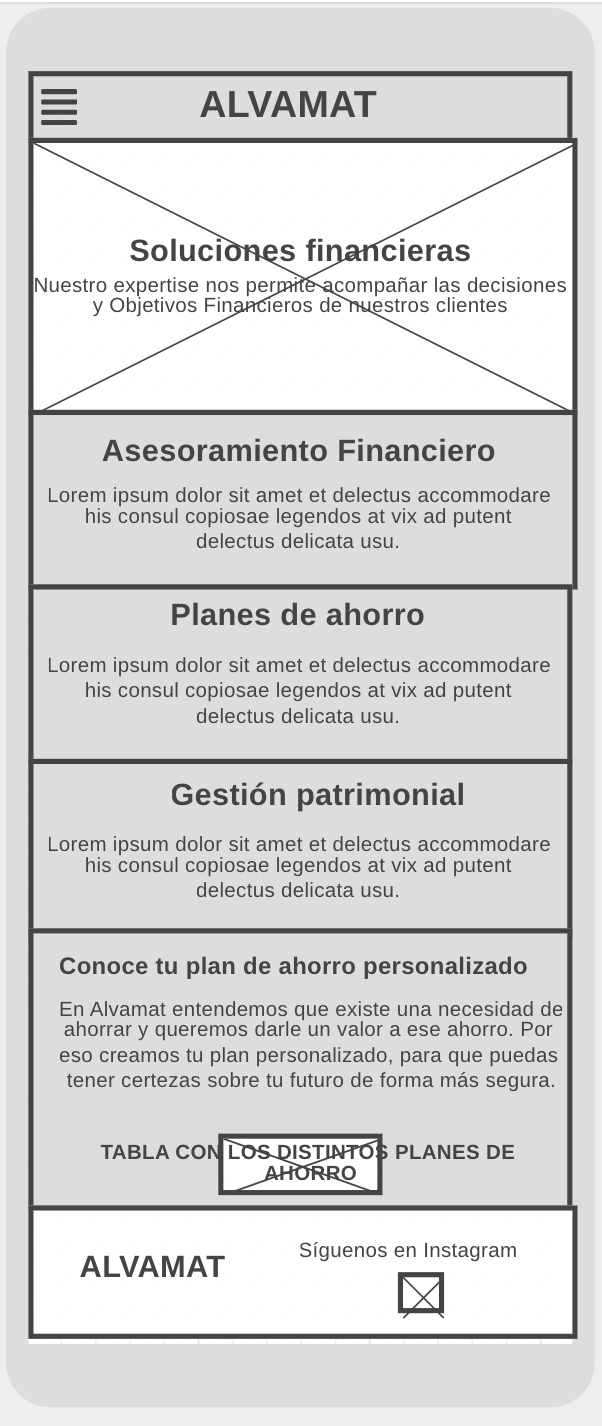 ALVAMAT
Soluciones financieras
Nuestro expertise nos permite acompañar las decisiones
y Objetivos Financieros de nuestros clientes
Asesoramiento Financiero
Lorem ipsum dolor sit amet et delectus accommodare
his consul copiosae legendos at vix ad putent
delectus delicata usu.
Planes de ahorro
Lorem ipsum dolor sit amet et delectus accommodare
his consul copiosae legendos at vix ad putent
delectus delicata usu.
Gestión patrimonial
Lorem ipsum dolor sit amet et delectus accommodare
his consul copiosae legendos at vix ad putent
delectus delicata usu.
Conoce tu plan de ahorro personalizado
En Alvamat entendemos que existe una necesidad de
ahorrar y queremos darle un valor a ese ahorro. Por
eso creamos tu plan personalizado, para que puedas
tener certezas sobre tu futuro de forma más segura.
TABLA CON LOS DISTINTOS PLANES DE
AHORRO
ALVAMAT
Síguenos en Instagram